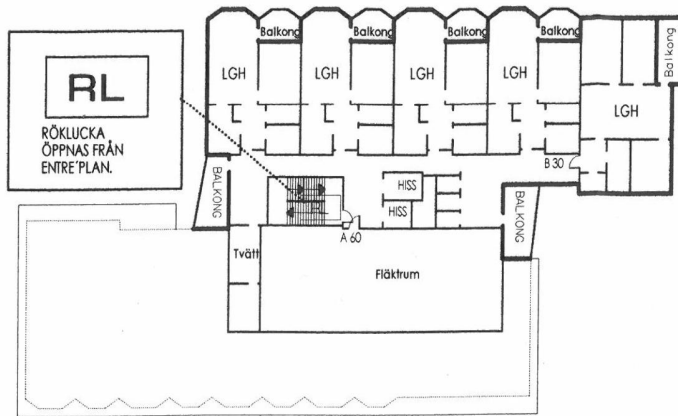 RL
RÖKLUCKA
ÖPPNAS FRÅN
ENTRE'PLAN.
Balkong
Balkong
Balkong
Balkong
Balkong
LGH
LGH
LGH
LGH
LGH
B 30
BALKONG
HISS
HISS
BALKONG
A 60
Tvätt
Fläktrum